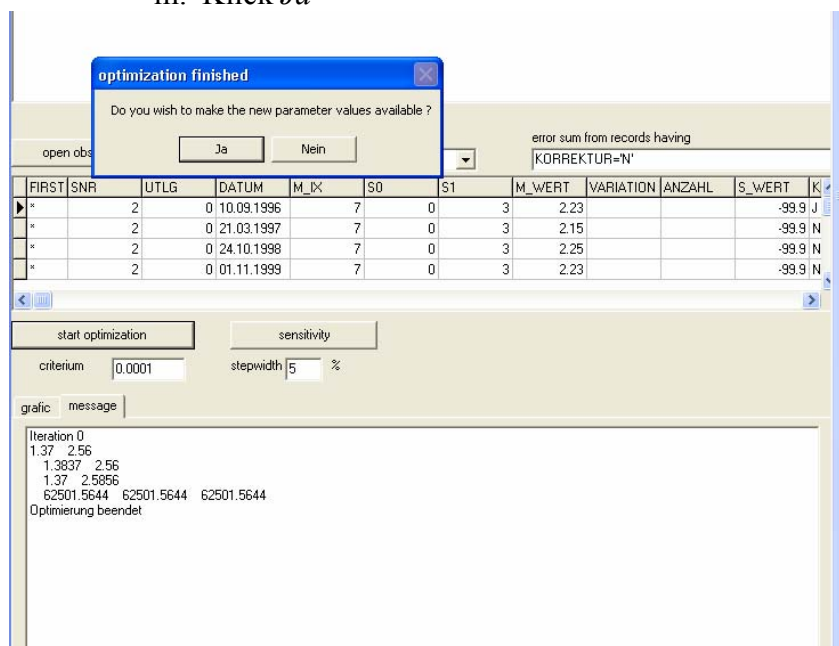 optimization finished
Do you wish to make the new parameter values available ?
Ja Nein
open obs
error sum from records having
KORREKTUR='N'
FIRST SNR UTLG DATUM M_IX S0 S1 M_WERT VARIATION ANZAHL S_WERT K
* 2 0 10.09.1996 7 0 3 2.23 -99.9 J
* 2 0 21.03.1997 7 0 3 2.15 -99.9 N
* 2 0 24.10.1998 7 0 3 2.25 -99.9 N
* 2 0 01.11.1999 7 0 3 2.23 -99.9 N
start optimization sensitivity
criterium 0.0001 stepwidth 5 %
grafic message
Iteration 0
1.37 2.56
1.3837 2.56
1.37 2.5856
62501.5644 62501.5644 62501.5644
Optimierung beendet